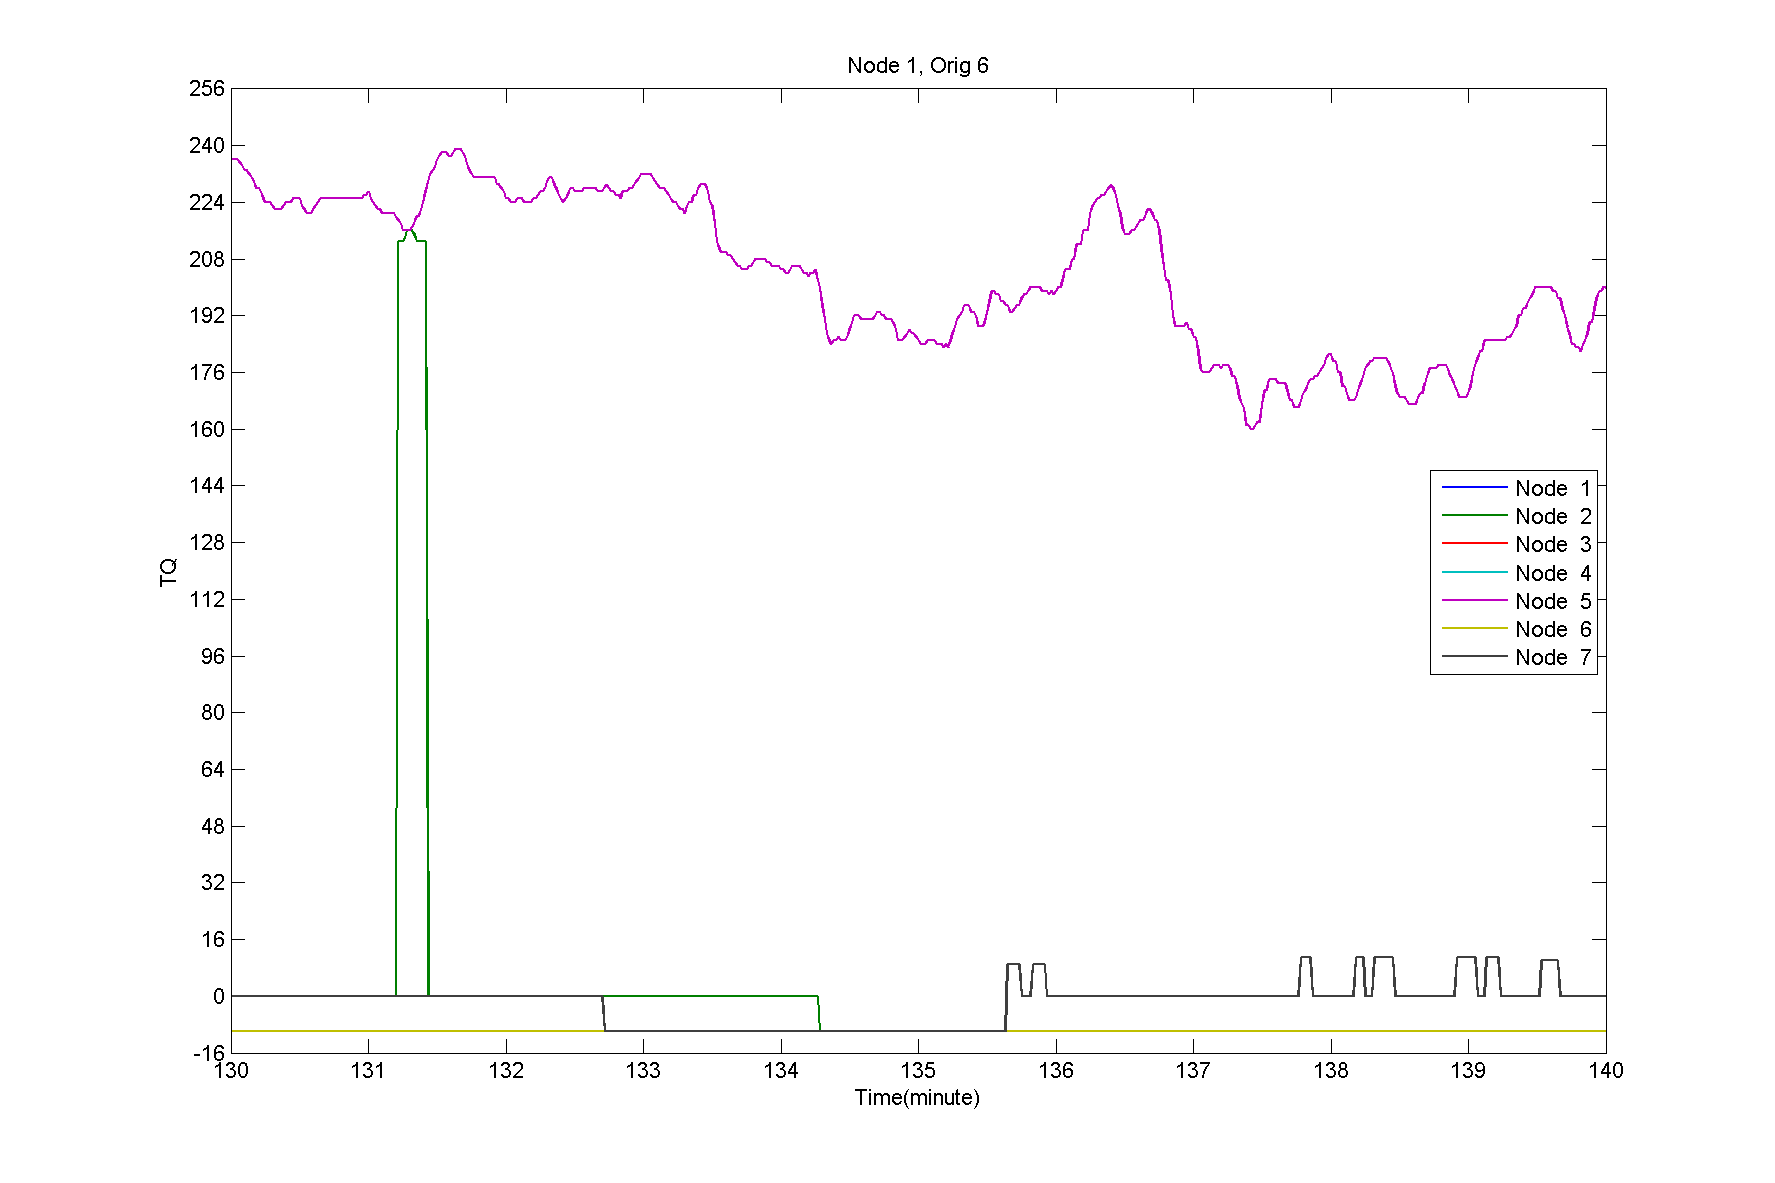 Node 1, Orig 6
256
240
224
208
192
176
160
144
128
112
96
80
64
48
32
16
0
-16
TQ
Node 1
Node 2
Node 3
Node 4
Node 5
Node 6
Node 7
130 131 132 133 134 135 136 137 138 139 140
Time(minute)